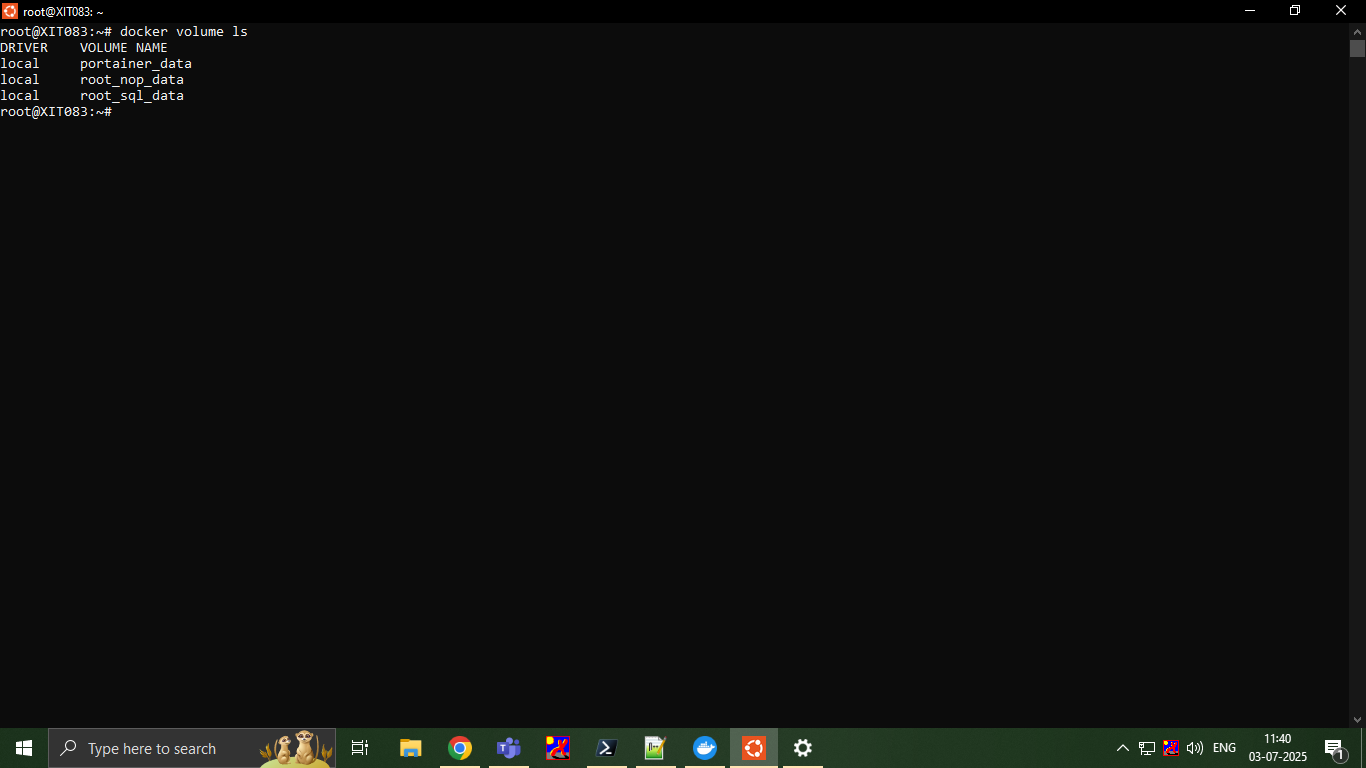 root@XIT083: ~
root@XIT083:~# docker volume ls
DRIVER    VOLUME NAME
local     portainer_data
local     root_nop_data
local     root_sql_data
root@XIT083:~#
Type here to search
ENG
11:40
03-07-2025
1